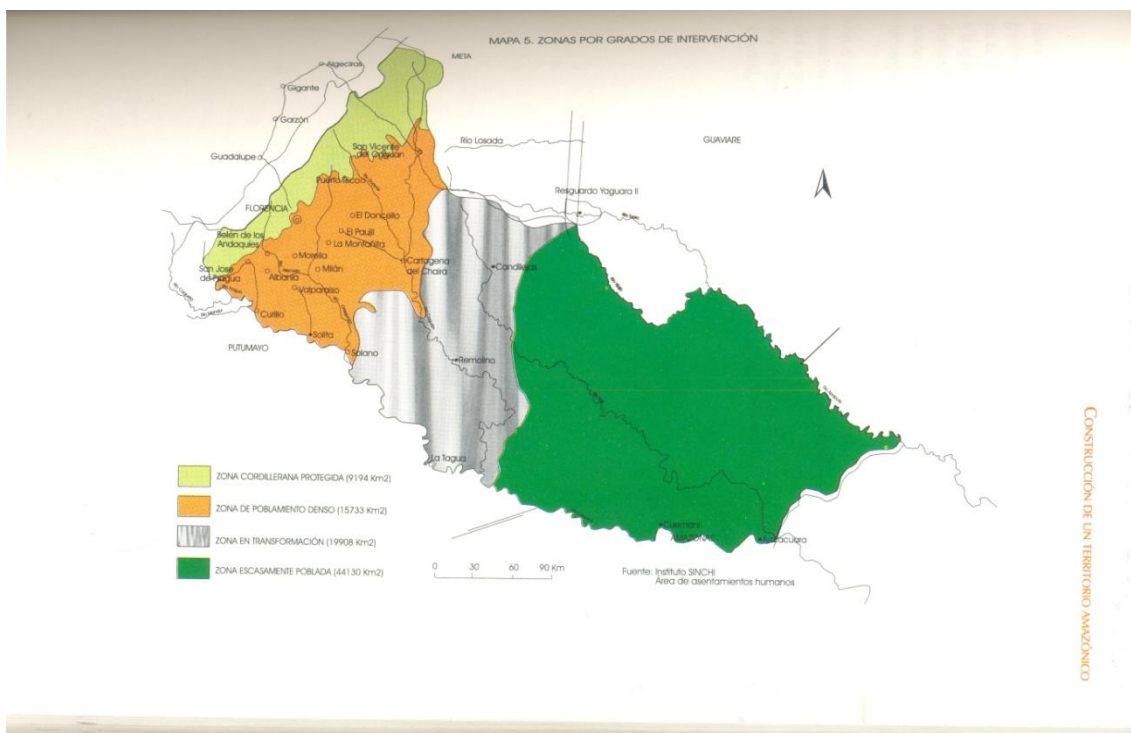 MAPA 5. ZONAS POR GRADOS DE INTERVENCIÓN
META
Algeciras
Gigante
Garzón
Guadalupe
Río Losada
GUAVIARE
San Vicente
del Caguán
Puerto Rico
Resguardo Yaguara II
FLORENCIA
El Doncello
El Paujil
Belén de los
Andaquíes
La Montañita
Morelia
Cartagena
del Chairá
Candilejas
San José
de Fragua
Milán
Albania
Valparaíso
Curillo
Solita
PUTUMAYO
Solano
Remolino
La Tagua
Cuemani
AMAZONAS
Araracuara
ZONA CORDILLERANA PROTEGIDA (9194 Km2)
ZONA DE POBLAMIENTO DENSO (15733 Km2)
ZONA EN TRANSFORMACIÓN (19908 Km2)
ZONA ESCASAMENTE POBLADA (44130 Km2)
0 30 60 90 Km
Fuente: Instituto SINCHI
Área de asentamientos humanos
CONSTRUCCIÓN DE UN TERRITORIO AMAZÓNICO